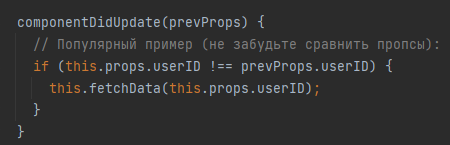 componentDidUpdate(prevProps) {
  // Популярный пример (не забудьте сравнить пропсы):
  if (this.props.userID !== prevProps.userID) {
    this.fetchData(this.props.userID);
  }
}